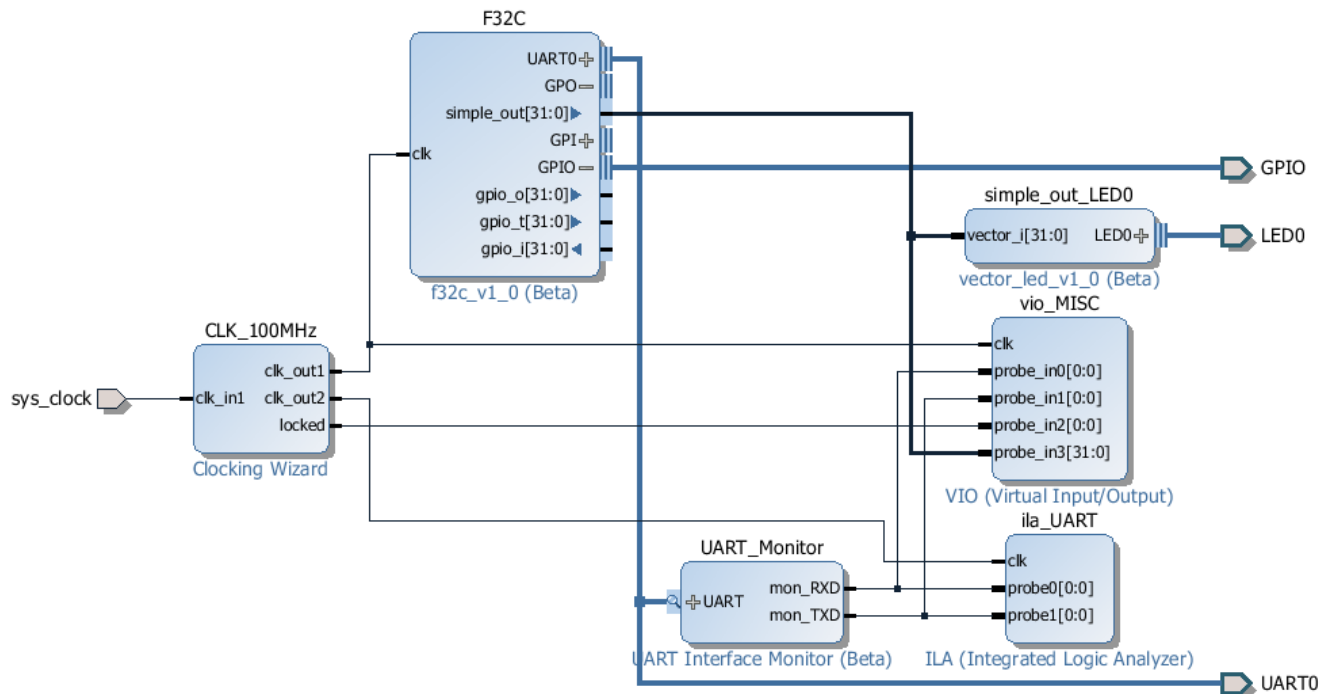 F32C
UART0
GPO
simple_out[31:0]
GPI
clk
GPIO
gpio_o[31:0]
gpio_t[31:0]
gpio_i[31:0]
f32c_v1_0 (Beta)
GPIO
simple_out_LED0
vector_i[31:0] LED0
LED0
vector_led_v1_0 (Beta)
vio_MISC
clk
probe_in0[0:0]
probe_in1[0:0]
probe_in2[0:0]
probe_in3[31:0]
VIO (Virtual Input/Output)
CLK_100MHz
clk_out1
sys_clock
clk_in1 clk_out2
locked
Clocking Wizard
ila_UART
clk
probe0[0:0]
probe1[0:0]
ILA (Integrated Logic Analyzer)
UART_Monitor
mon_RXD
UART
mon_TXD
UART Interface Monitor (Beta)
UART0